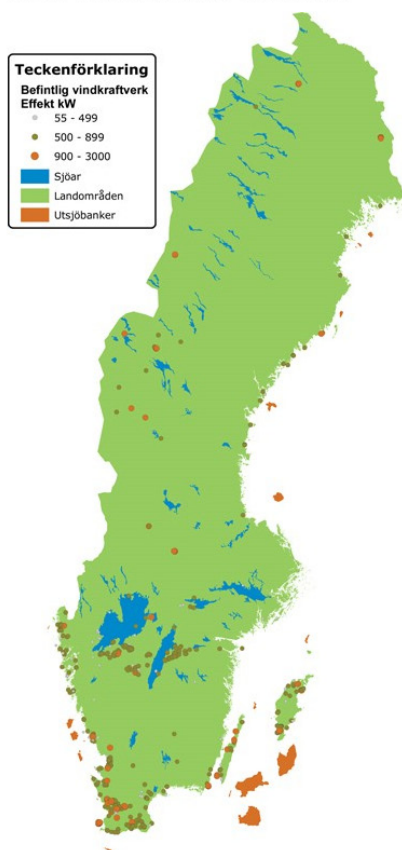 Teckenförklaring
Befintlig vindkraftverk
Effekt kW
55 - 499
500 - 899
900 - 3000
Sjöar
Landområden
Utsjöbanker